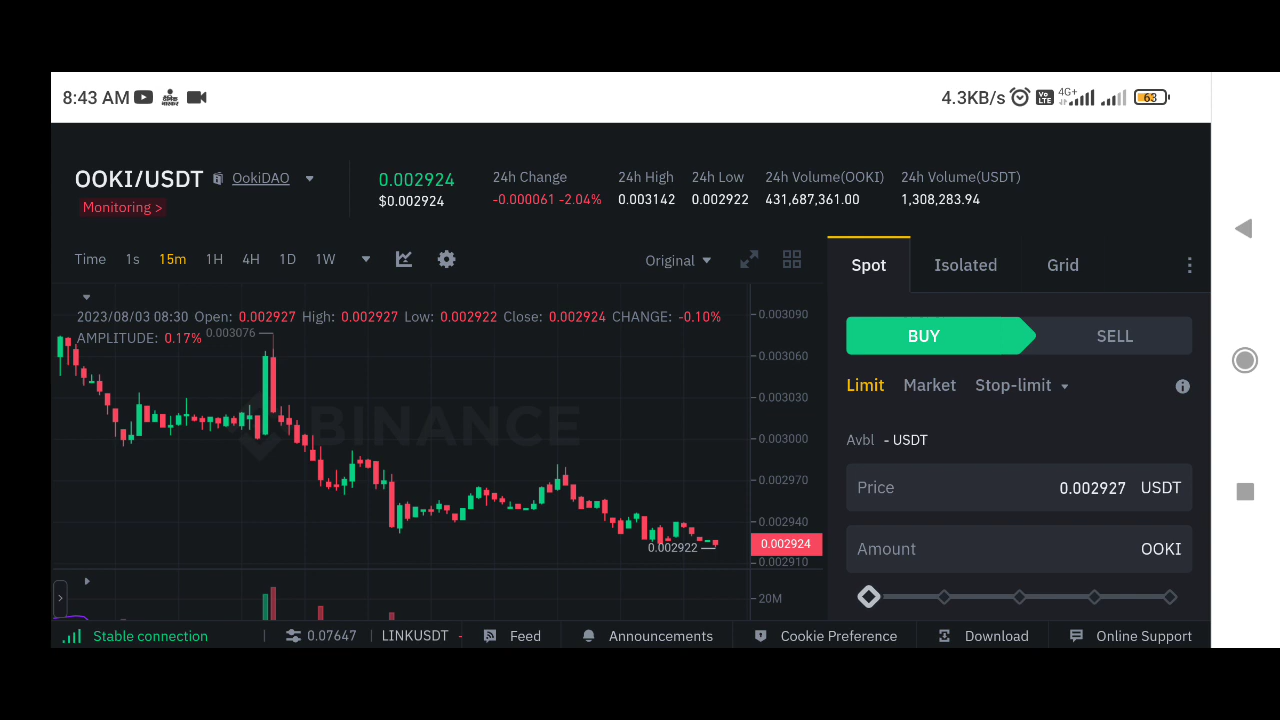 8:43 AM
4.3KB/s Vo LTE 4G+ 63
OOKI/USDT OokiDAO
Monitoring >
0.002924
$0.002924
24h Change 24h High 24h Low 24h Volume(OOKI) 24h Volume(USDT)
-0.000061 -2.04% 0.003142 0.002922 431,687,361.00 1,308,283.94
Time 1s 15m 1H 4H 1D 1W
Original
2023/08/03 08:30 Open: 0.002927 High: 0.002927 Low: 0.002922 Close: 0.002924 CHANGE: -0.10%
AMPLITUDE: 0.17%
0.003076
BINANCE
0.002922
0.003090
0.003060
0.003030
0.003000
0.002970
0.002940
0.002924
0.002910
20M
Spot Isolated Grid
BUY SELL
Limit Market Stop-limit
Avbl - USDT
Price 0.002927 USDT
Amount OOKI
Stable connection
0.07647 LINKUSDT -
Feed
Announcements
Cookie Preference
Download
Online Support